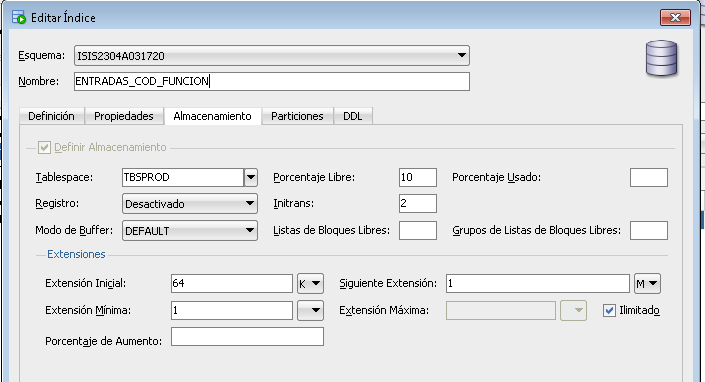 Editar Índice
Esquema: ISIS2304A031720
Nombre: ENTRADAS_COD_FUNCION
Definición Propiedades Almacenamiento Particiones DDL
Definir Almacenamiento
Tablespace: TBSPROD Porcentaje Libre: 10 Porcentaje Usado:
Registro: Desactivado Initrans: 2
Modo de Buffer: DEFAULT Listas de Bloques Libres: Grupos de Listas de Bloques Libres:
Extensiones
Extensión Inicial: 64 K Siguiente Extensión: 1 M
Extensión Mínima: 1 Extensión Máxima: Ilimitado
Porcentaje de Aumento: